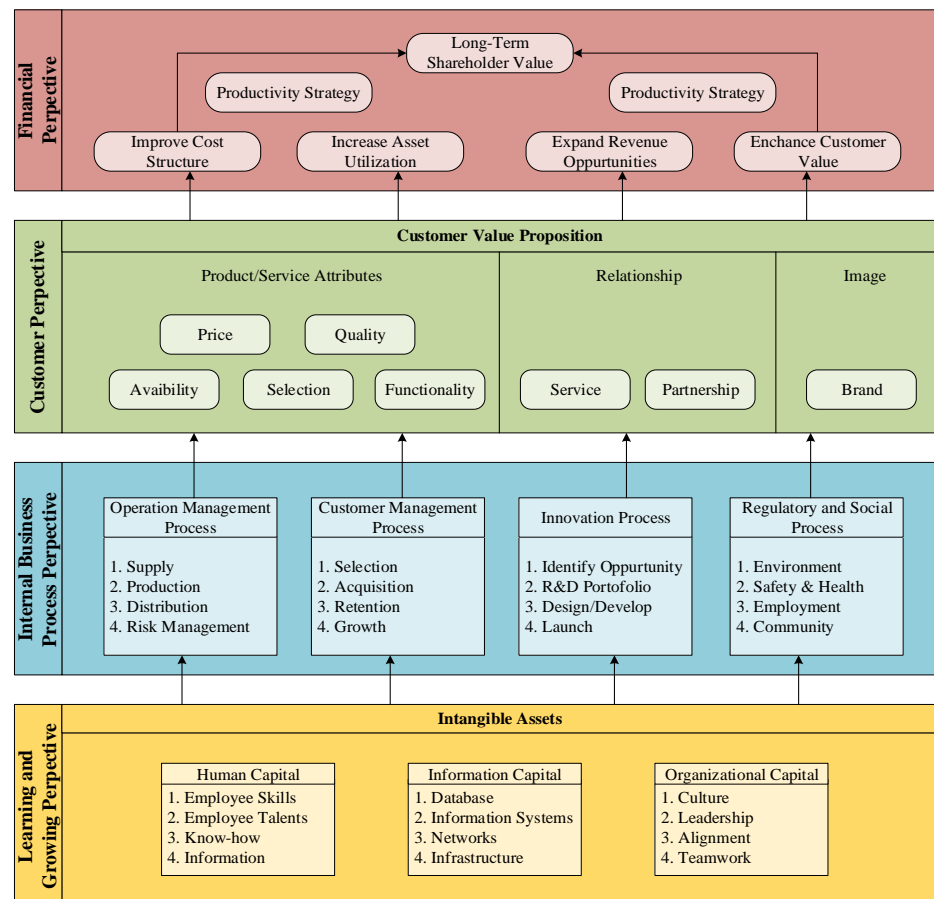 Financial
Perpective
Long-Term
Shareholder Value
Productivity Strategy
Productivity Strategy
Improve Cost
Structure
Increase Asset
Utilization
Expand Revenue
Oppurtunities
Enchance Customer
Value
Customer Perpective
Customer Value Proposition
Product/Service Attributes
Relationship
Image
Price
Quality
Avaibility
Selection
Functionality
Service
Partnership
Brand
Internal Business
Process Perpective
Operation Management
Process
1. Supply
2. Production
3. Distribution
4. Risk Management
Customer Management
Process
1. Selection
2. Acquisition
3. Retention
4. Growth
Innovation Process
1. Identify Oppurtunity
2. R&D Portofolio
3. Design/Develop
4. Launch
Regulatory and Social
Process
1. Environment
2. Safety & Health
3. Employment
4. Community
Learning and
Growing Perpective
Intangible Assets
Human Capital
1. Employee Skills
2. Employee Talents
3. Know-how
4. Information
Information Capital
1. Database
2. Information Systems
3. Networks
4. Infrastructure
Organizational Capital
1. Culture
2. Leadership
3. Alignment
4. Teamwork